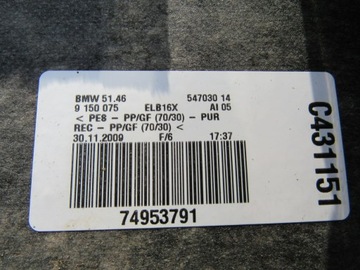 BMW 51.46 547030 14
9 150 075 ELB16X AI 05
< PE8 - PP/GF (70/30) - PUR
REC - PP/GF (70/30) <
30.11.2009 F/6 17:37
74953791
C431151